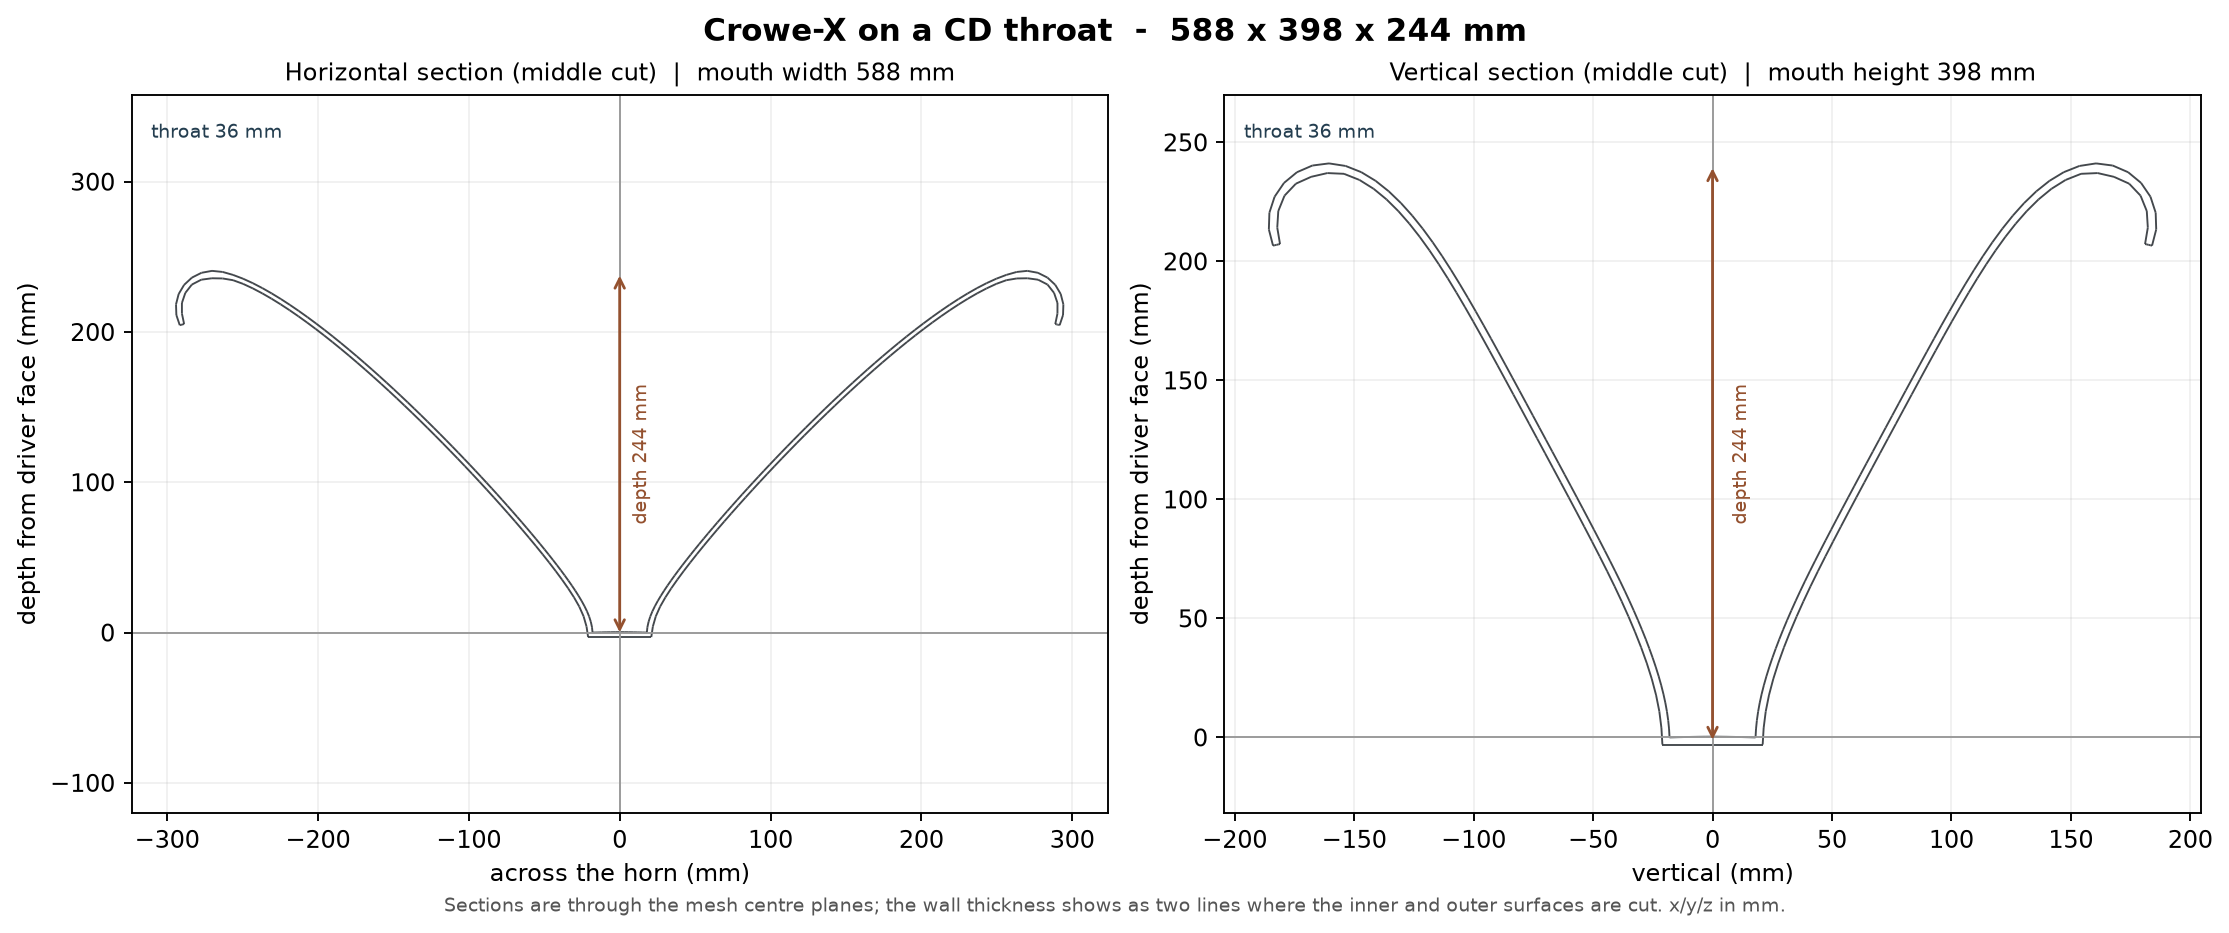 Crowe-X on a CD throat  -  588 x 398 x 244 mm
Horizontal section (middle cut)  |  mouth width 588 mm
throat 36 mm
depth from driver face (mm)
300
200
100
0
−100
depth 244 mm
−300
−200
−100
0
100
200
300
across the horn (mm)
Vertical section (middle cut)  |  mouth height 398 mm
throat 36 mm
depth from driver face (mm)
250
200
150
100
50
0
depth 244 mm
−200
−150
−100
−50
0
50
100
150
200
vertical (mm)
Sections are through the mesh centre planes; the wall thickness shows as two lines where the inner and outer surfaces are cut. x/y/z in mm.